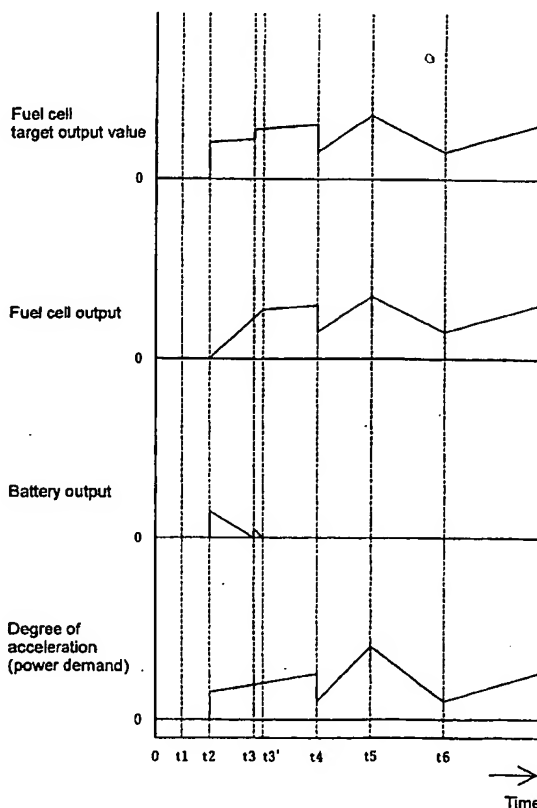 Fuel cell
target output value
0
Fuel cell output
0
Battery output
0
Degree of
acceleration
(power demand)
0
0 t1 t2 t3 t3' t4 t5 t6
Time